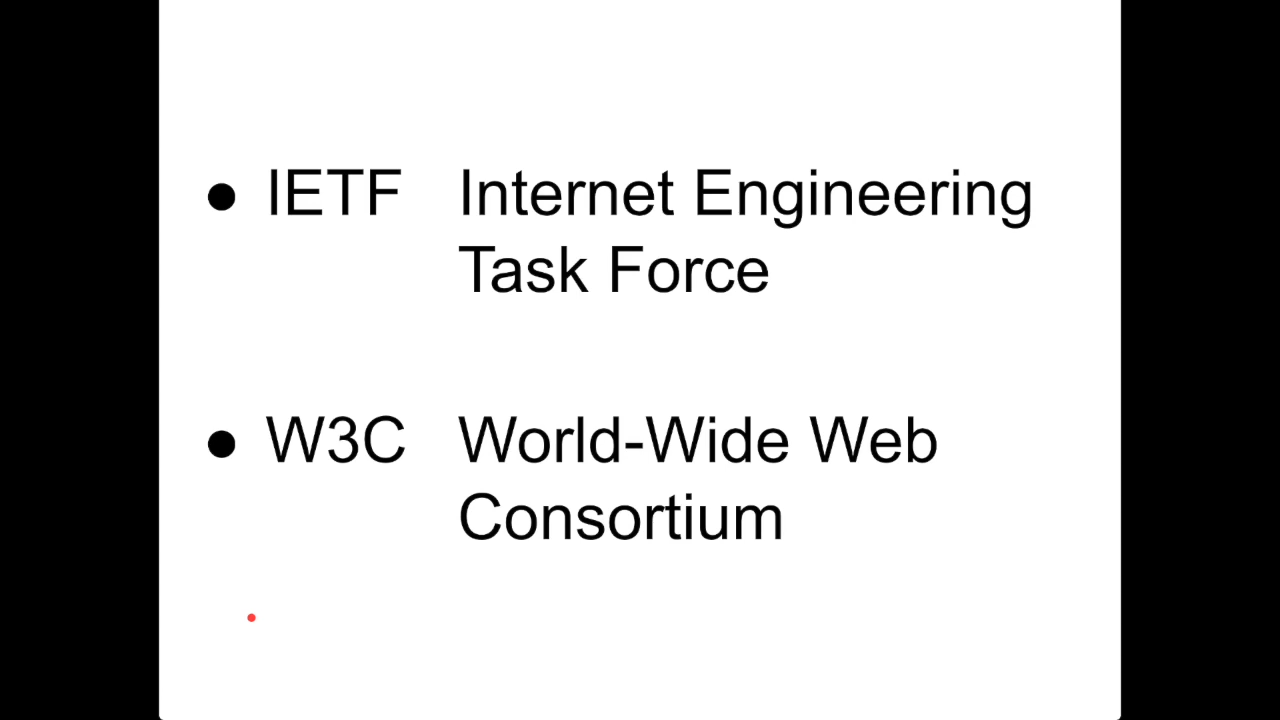 ● IETF Internet Engineering
Task Force
● W3C World-Wide Web
Consortium